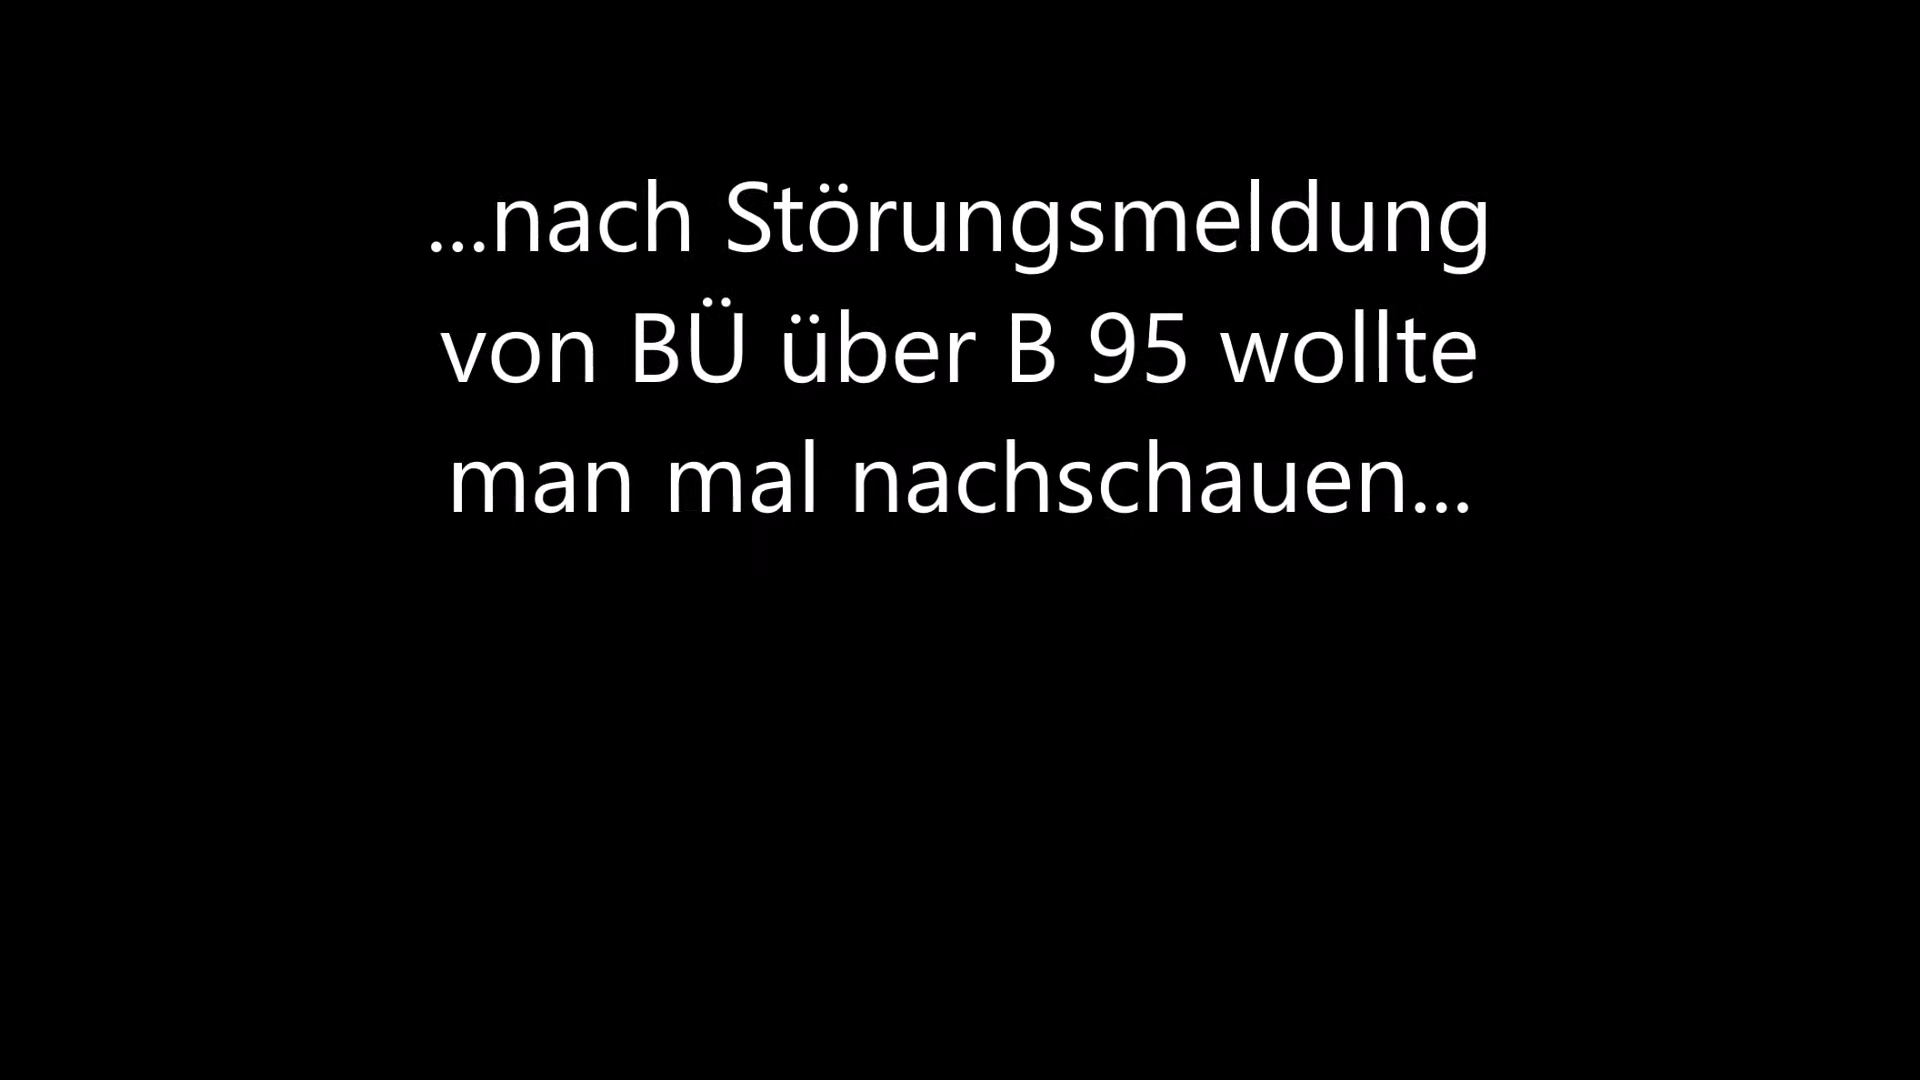 ...nach Störungsmeldung
von BÜ über B 95 wollte
man mal nachschauen...